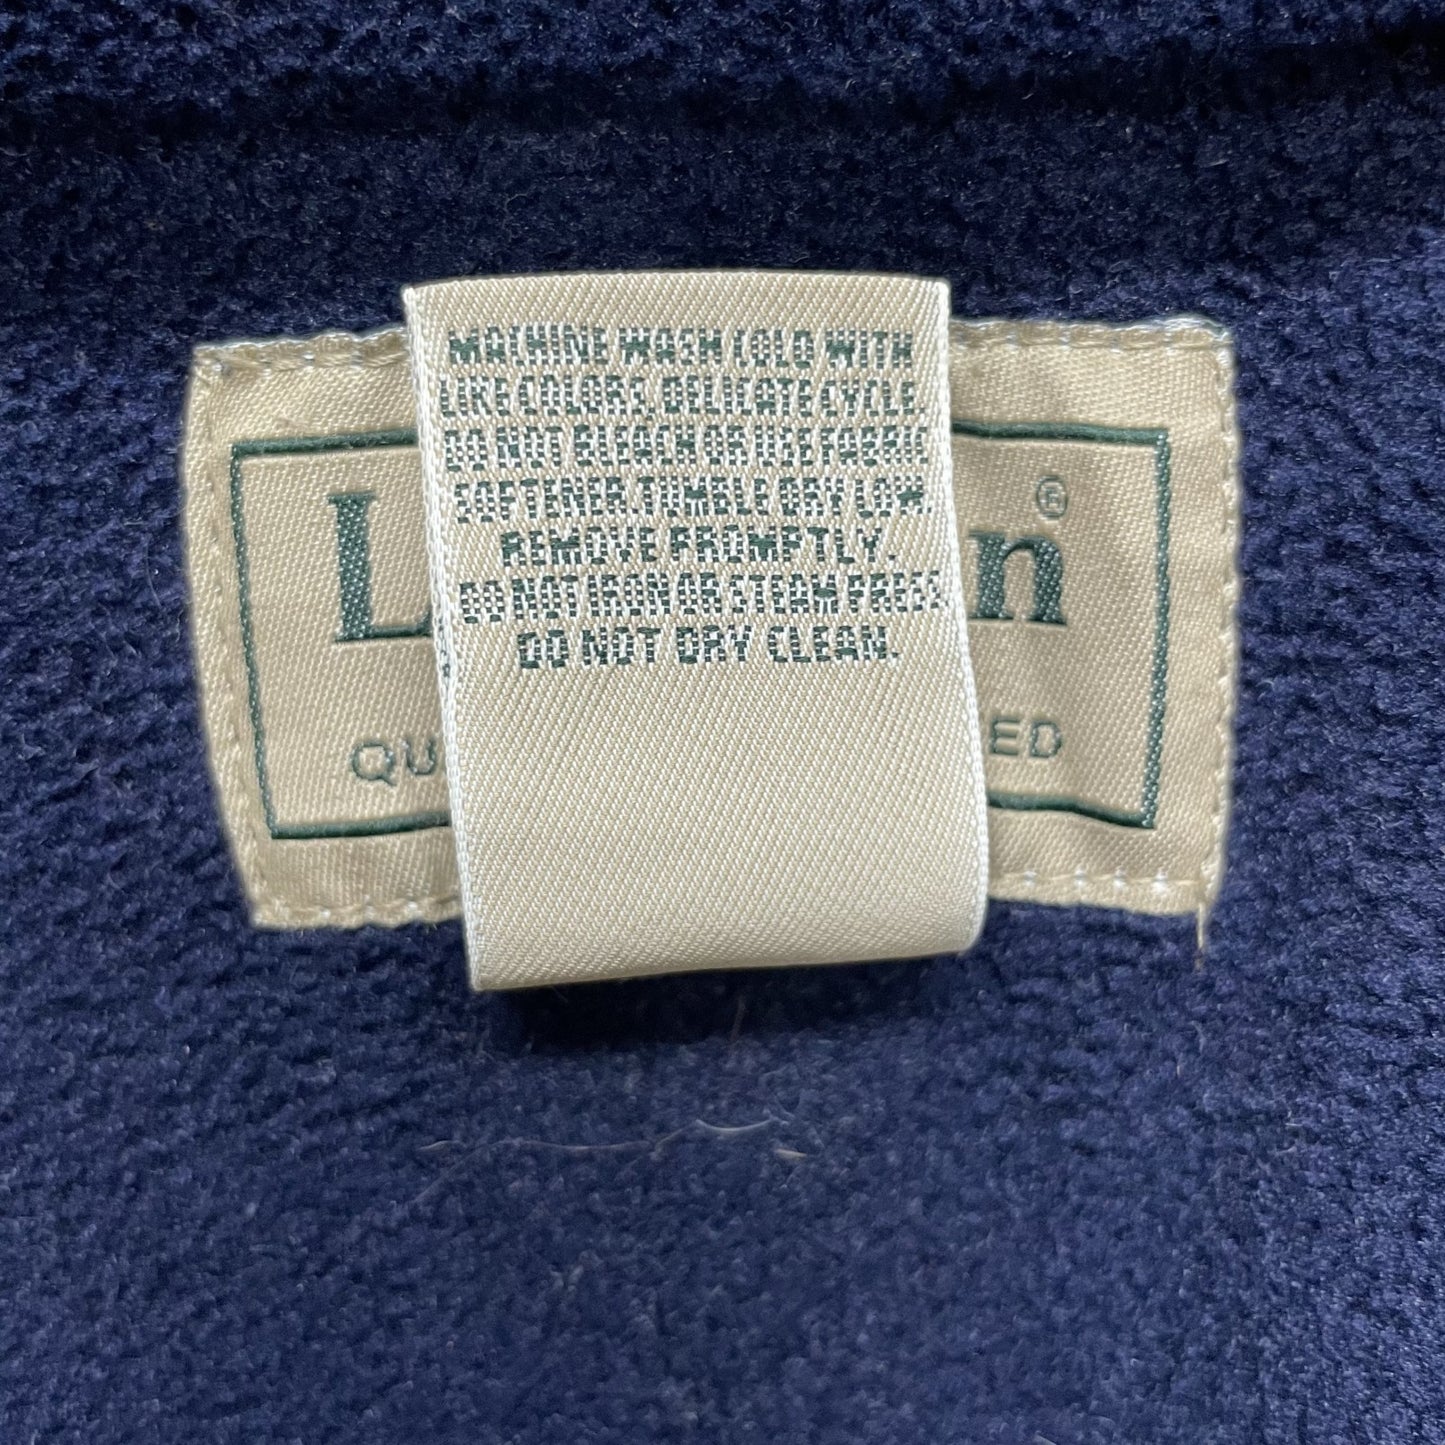 MACHINE WASH COLD WITH
LIKE COLORS, DELICATE CYCLE.
DO NOT BLEACH OR USE FABRIC
SOFTENER. TUMBLE DRY LOW.
REMOVE PROMPTLY.
DO NOT IRON OR STEAM PRESS
DO NOT DRY CLEAN.
L n®
QU ED